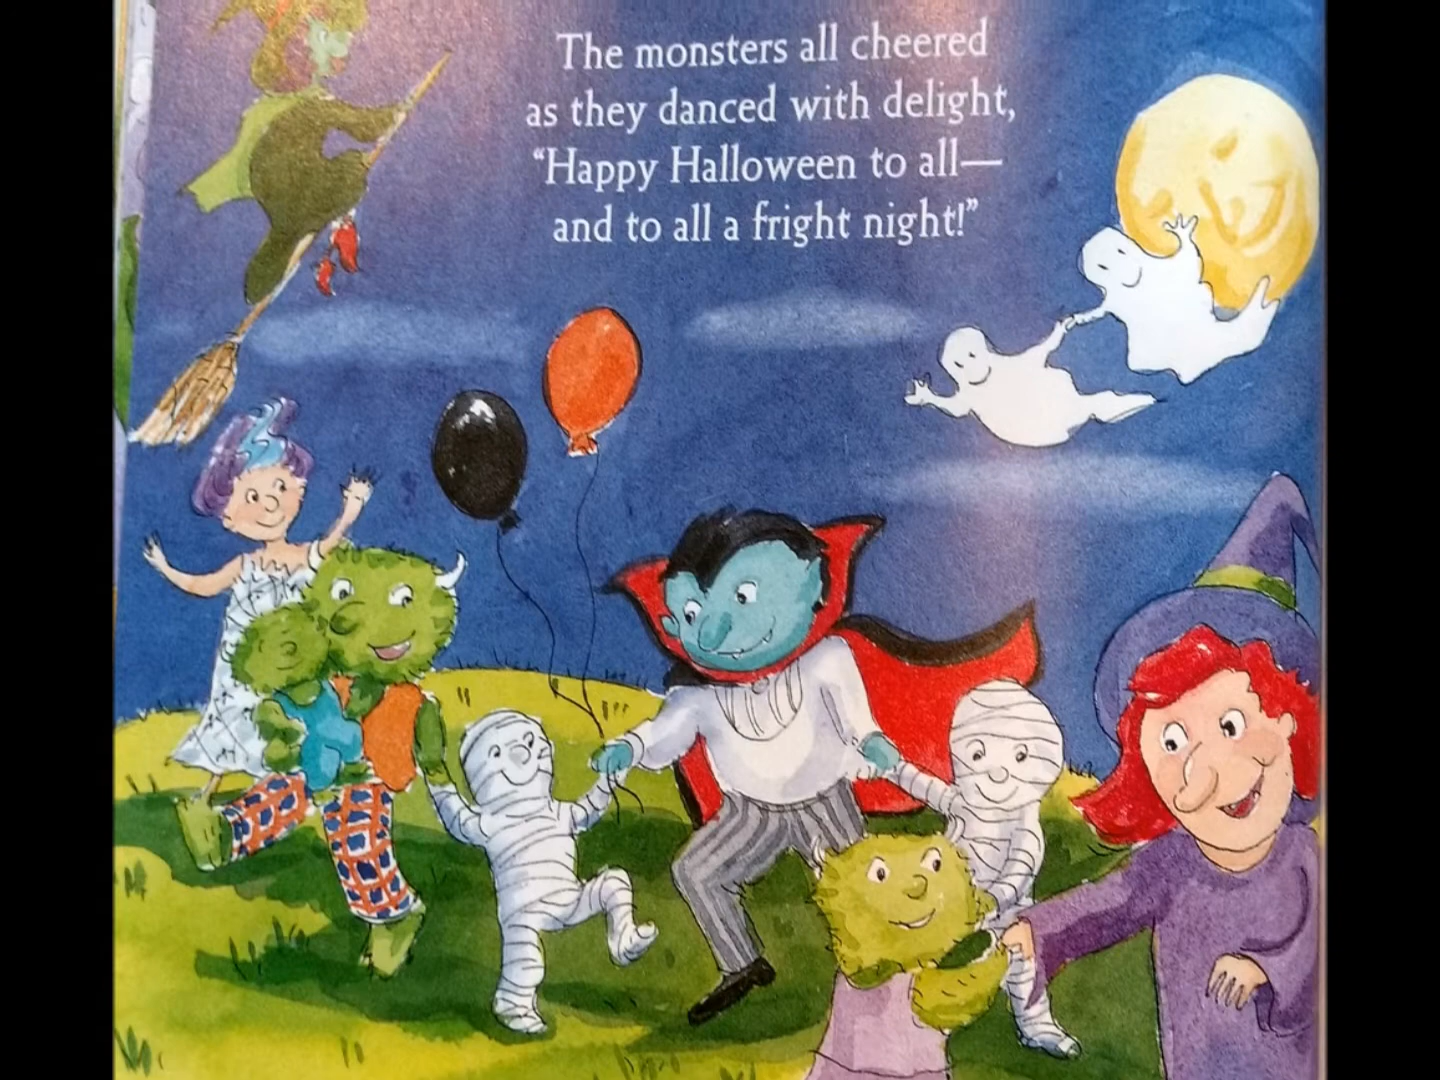 The monsters all cheered
as they danced with delight,
“Happy Halloween to all—
and to all a fright night!”